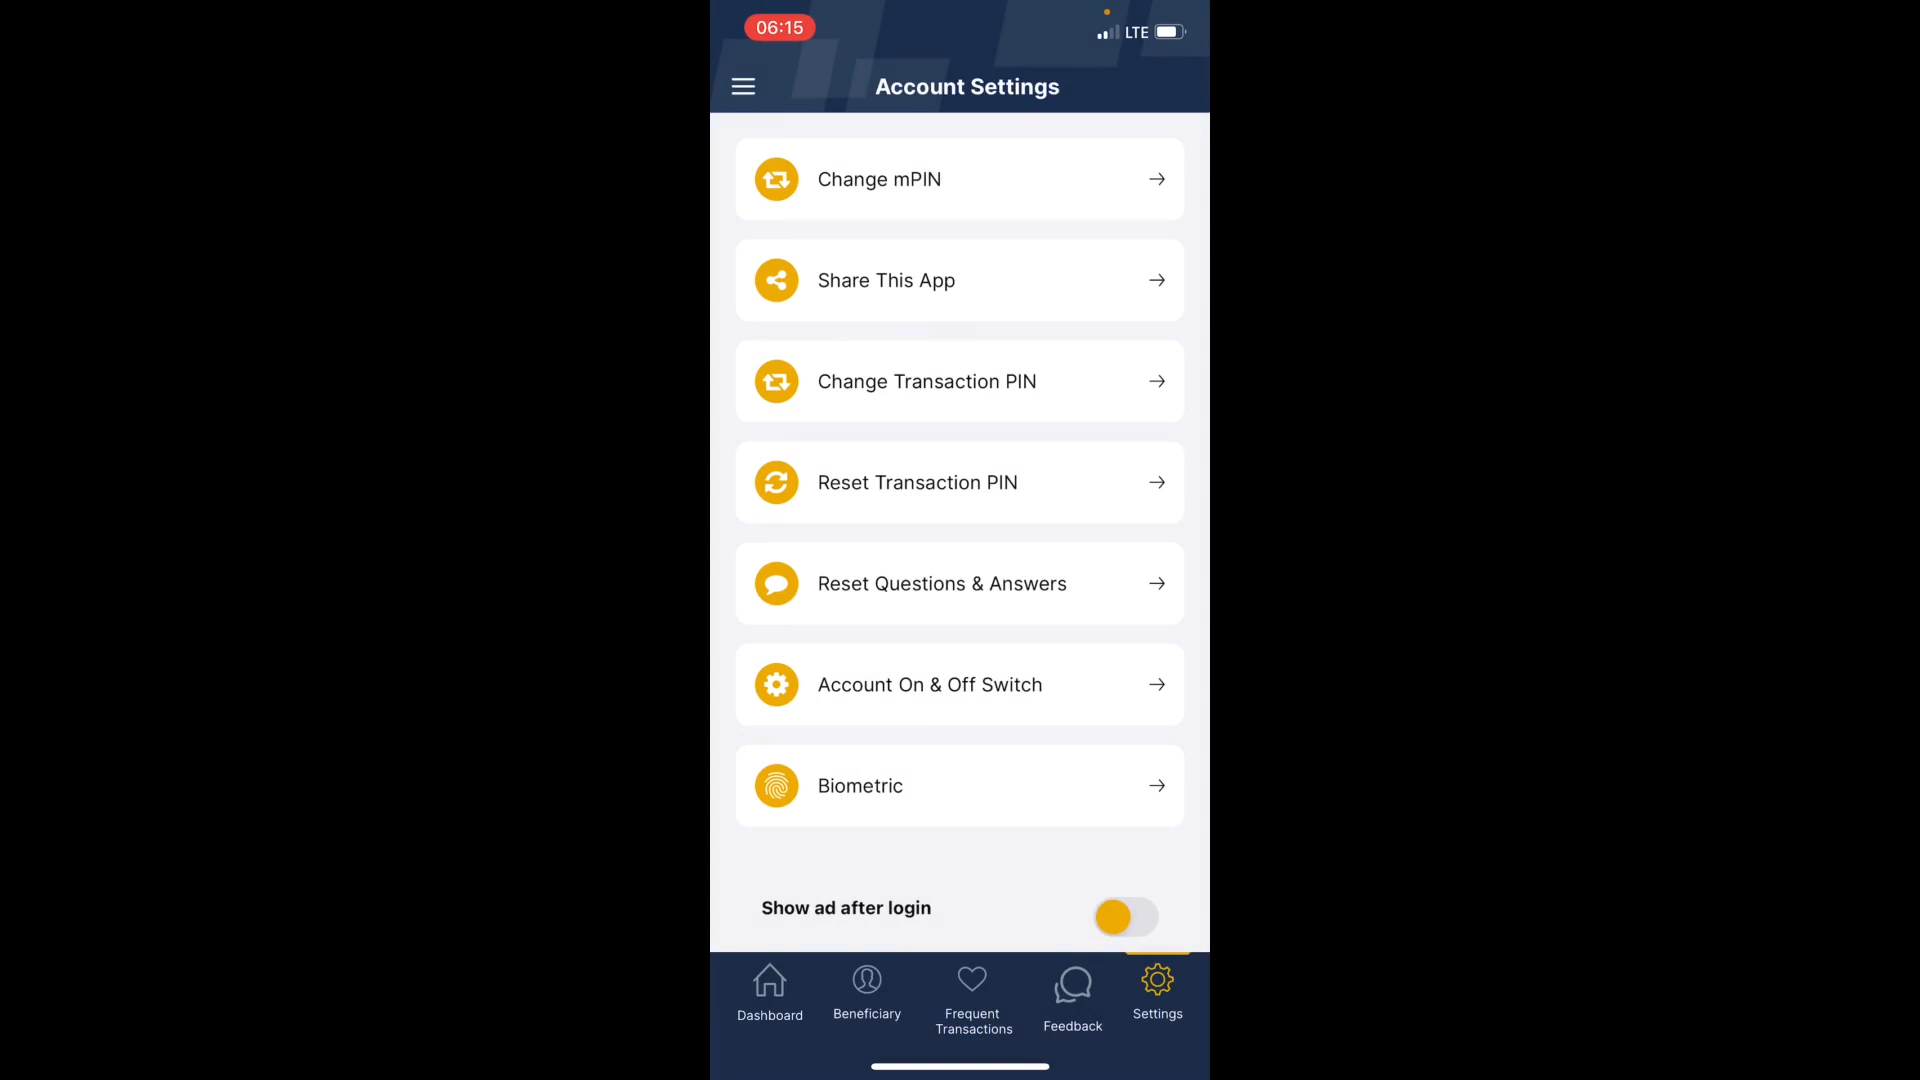 06:15
LTE
Account Settings
Change mPIN
Share This App
Change Transaction PIN
Reset Transaction PIN
Reset Questions & Answers
Account On & Off Switch
Biometric
Show ad after login
Dashboard
Beneficiary
Frequent
Transactions
Feedback
Settings